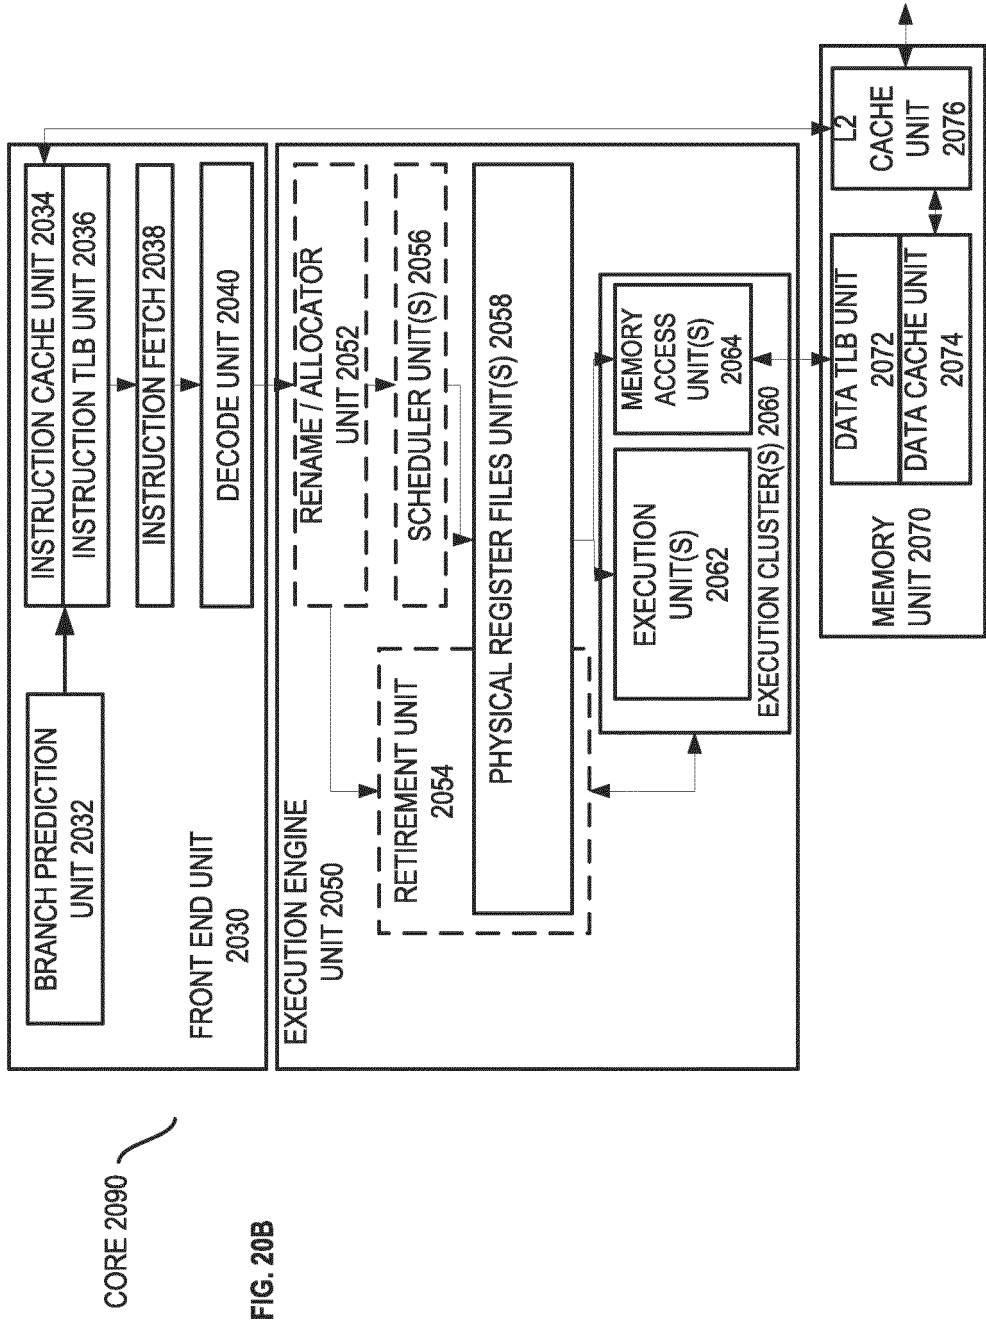 BRANCH PREDICTION
UNIT 2032
INSTRUCTION CACHE UNIT 2034
INSTRUCTION TLB UNIT 2036
INSTRUCTION FETCH 2038
DECODE UNIT 2040
FRONT END UNIT
2030
EXECUTION ENGINE
UNIT 2050
RENAME / ALLOCATOR
UNIT 2052
SCHEDULER UNIT(S) 2056
RETIREMENT UNIT
2054
PHYSICAL REGISTER FILES UNIT(S) 2058
EXECUTION
UNIT(S)
2062
MEMORY
ACCESS
UNIT(S)
2064
EXECUTION CLUSTER(S) 2060
MEMORY
UNIT 2070
DATA TLB UNIT
2072
DATA CACHE UNIT
2074
L2
CACHE
UNIT
2076
CORE 2090
FIG. 20B